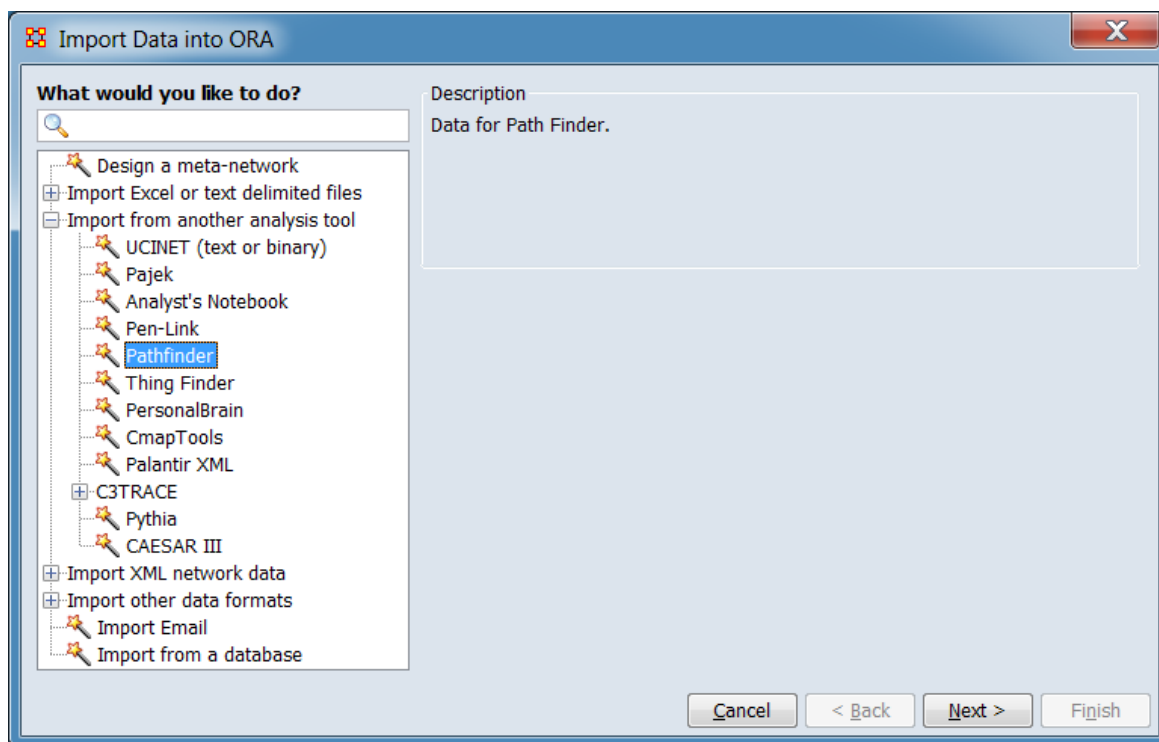 Import Data into ORA
What would you like to do?
Design a meta-network
Import Excel or text delimited files
Import from another analysis tool
UCINET (text or binary)
Pajek
Analyst's Notebook
Pen-Link
Pathfinder
Thing Finder
PersonalBrain
CmapTools
Palantir XML
C3TRACE
Pythia
CAESAR III
Import XML network data
Import other data formats
Import Email
Import from a database
Description
Data for Path Finder.
Cancel
< Back
Next >
Finish